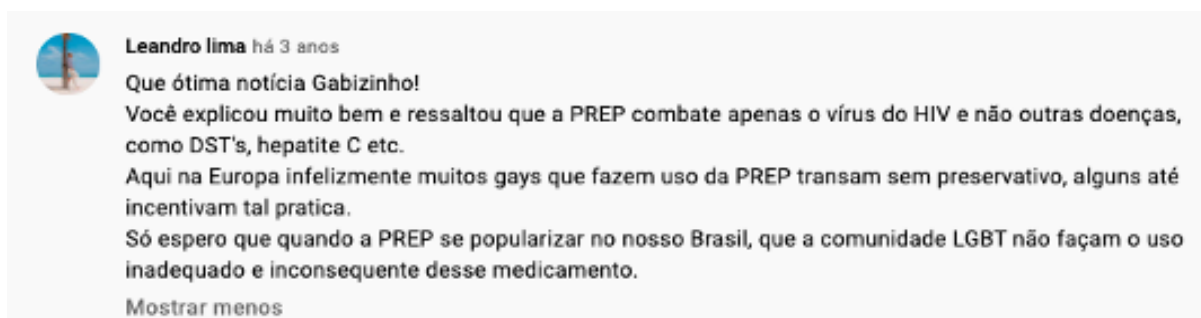 Leandro lima há 3 anos
Que ótima notícia Gabizinho!
Você explicou muito bem e ressaltou que a PREP combate apenas o vírus do HIV e não outras doenças,
como DST's, hepatite C etc.
Aqui na Europa infelizmente muitos gays que fazem uso da PREP transam sem preservativo, alguns até
incentivam tal pratica.
Só espero que quando a PREP se popularizar no nosso Brasil, que a comunidade LGBT não façam o uso
inadequado e inconsequente desse medicamento.
Mostrar menos